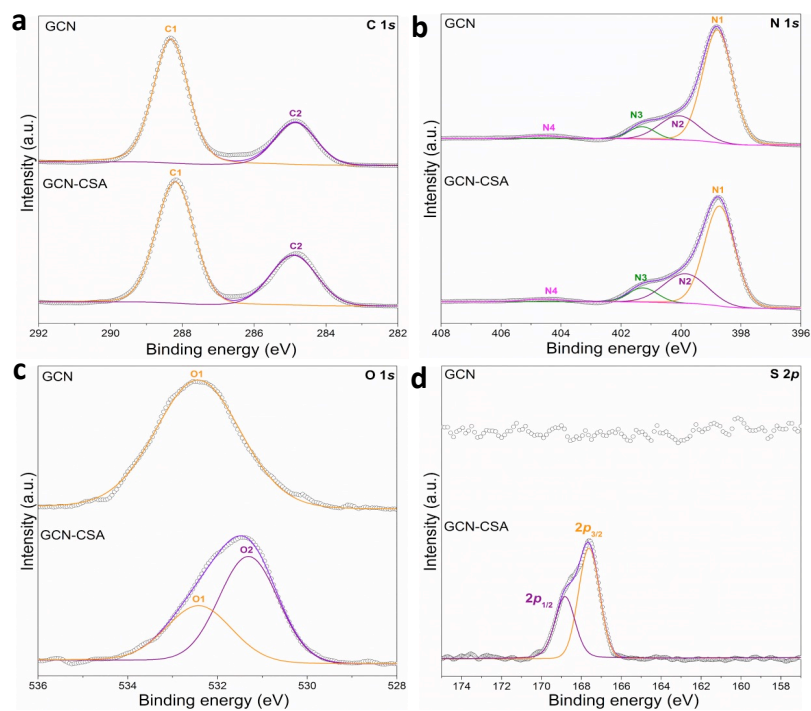 a
GCN
C 1s
C1
C2
GCN-CSA
C1
C2
Intensity (a.u.)
292 290 288 286 284 282
Binding energy (eV)
b
GCN
N 1s
N1
N2
N3
N4
GCN-CSA
N1
N2
N3
N4
Intensity (a.u.)
408 406 404 402 400 398 396
Binding energy (eV)
c
GCN
O 1s
O1
GCN-CSA
O2
O1
Intensity (a.u.)
536 534 532 530 528
Binding energy (eV)
d
GCN
S 2p
GCN-CSA
2p3/2
2p1/2
Intensity (a.u.)
174 172 170 168 166 164 162 160 158
Binding energy (eV)